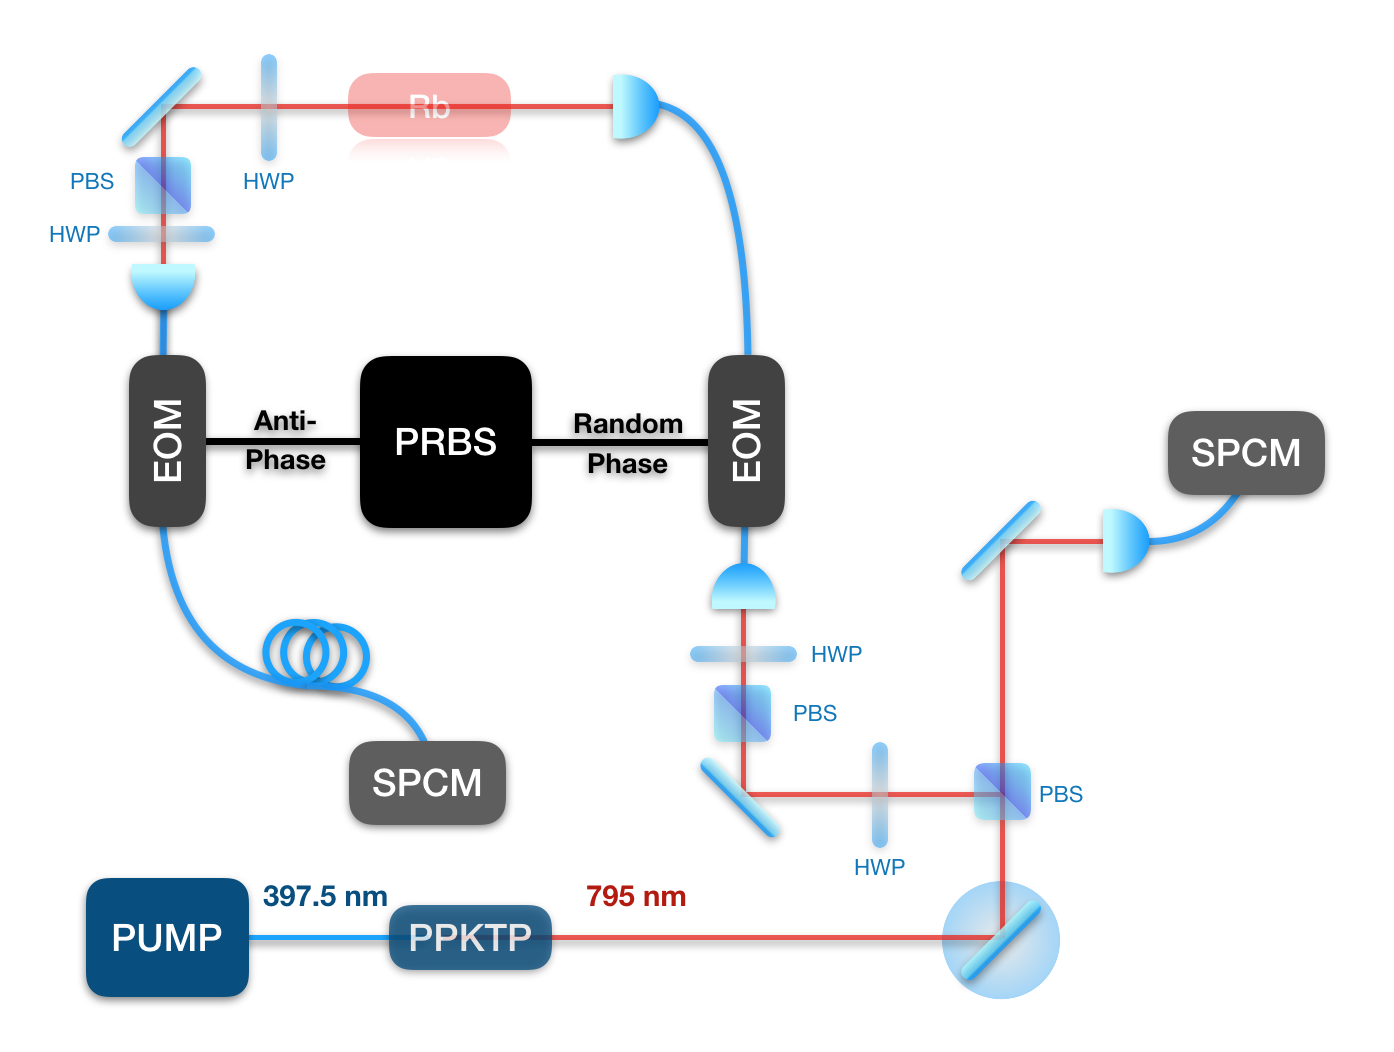 Rb
PBS
HWP
HWP
EOM
Anti-
Phase
PRBS
Random
Phase
EOM
SPCM
HWP
PBS
SPCM
PBS
HWP
397.5 nm
795 nm
PUMP
PPKTP